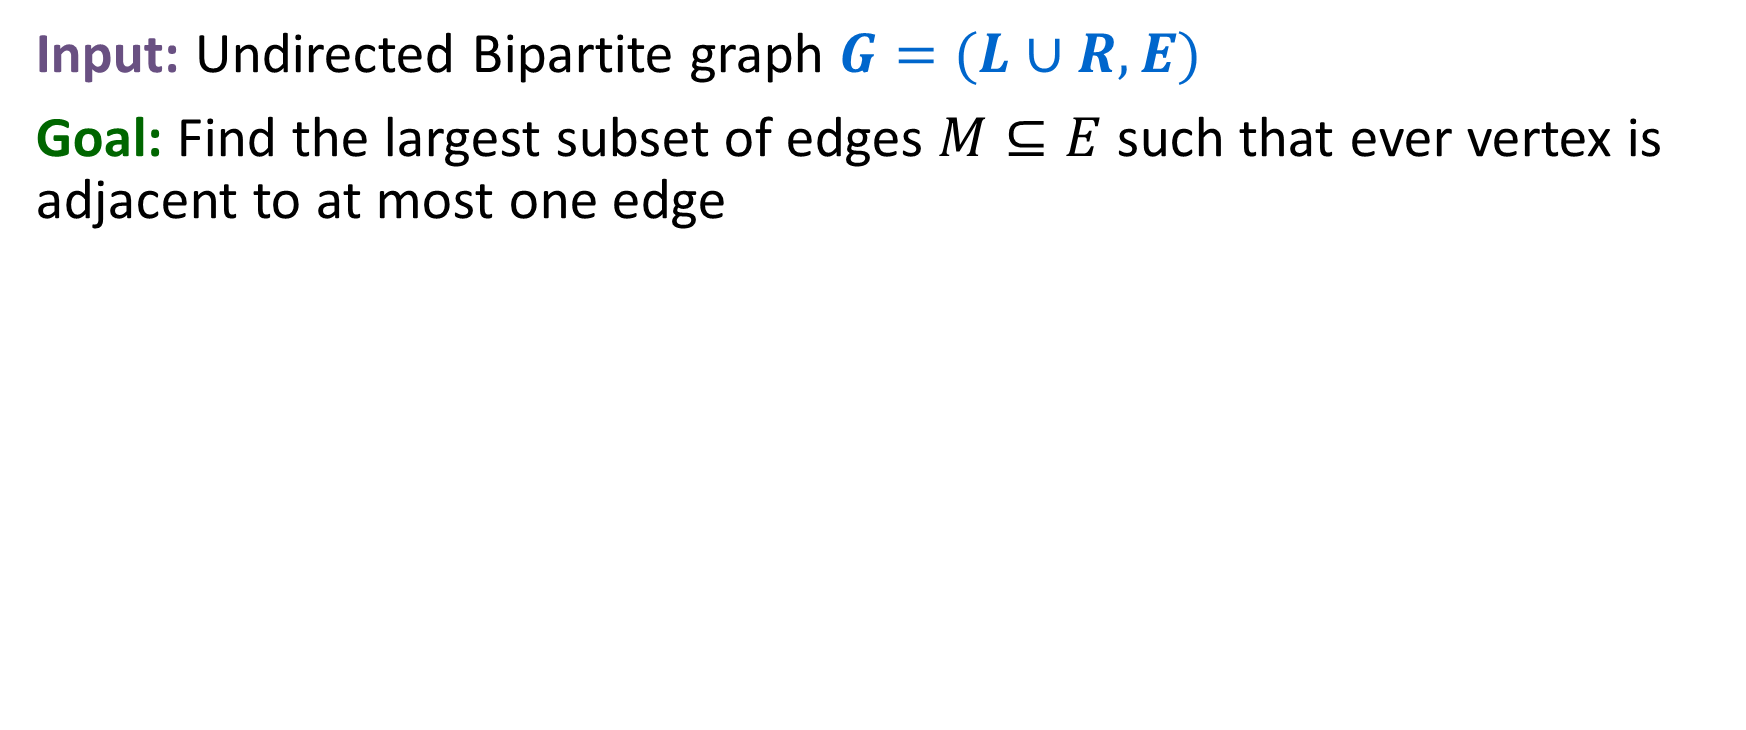 Input: Undirected Bipartite graph G = (L ∪ R, E)
Goal: Find the largest subset of edges M ⊆ E such that ever vertex is
adjacent to at most one edge